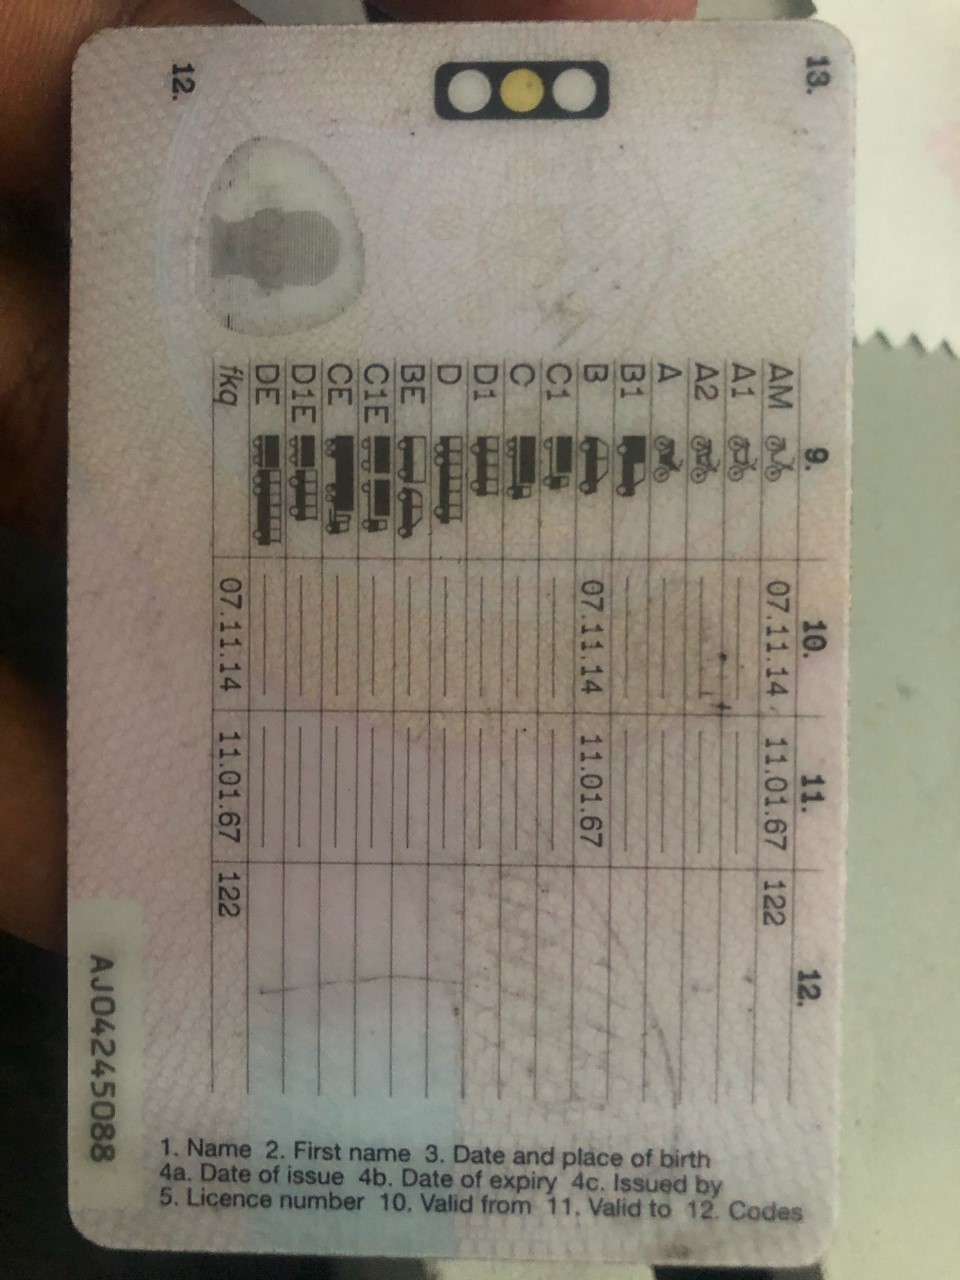 13. 9. 10. 11. 12.
AM 07.11.14 11.01.67 122
A1
A2
A
B1
B 07.11.14 11.01.67
C1
C
D1
D
BE
C1E
CE
D1E
DE
fkq 07.11.14 11.01.67 122
12.
AJ04245088
1. Name 2. First name 3. Date and place of birth
4a. Date of issue 4b. Date of expiry 4c. Issued by
5. Licence number 10. Valid from 11. Valid to 12. Codes